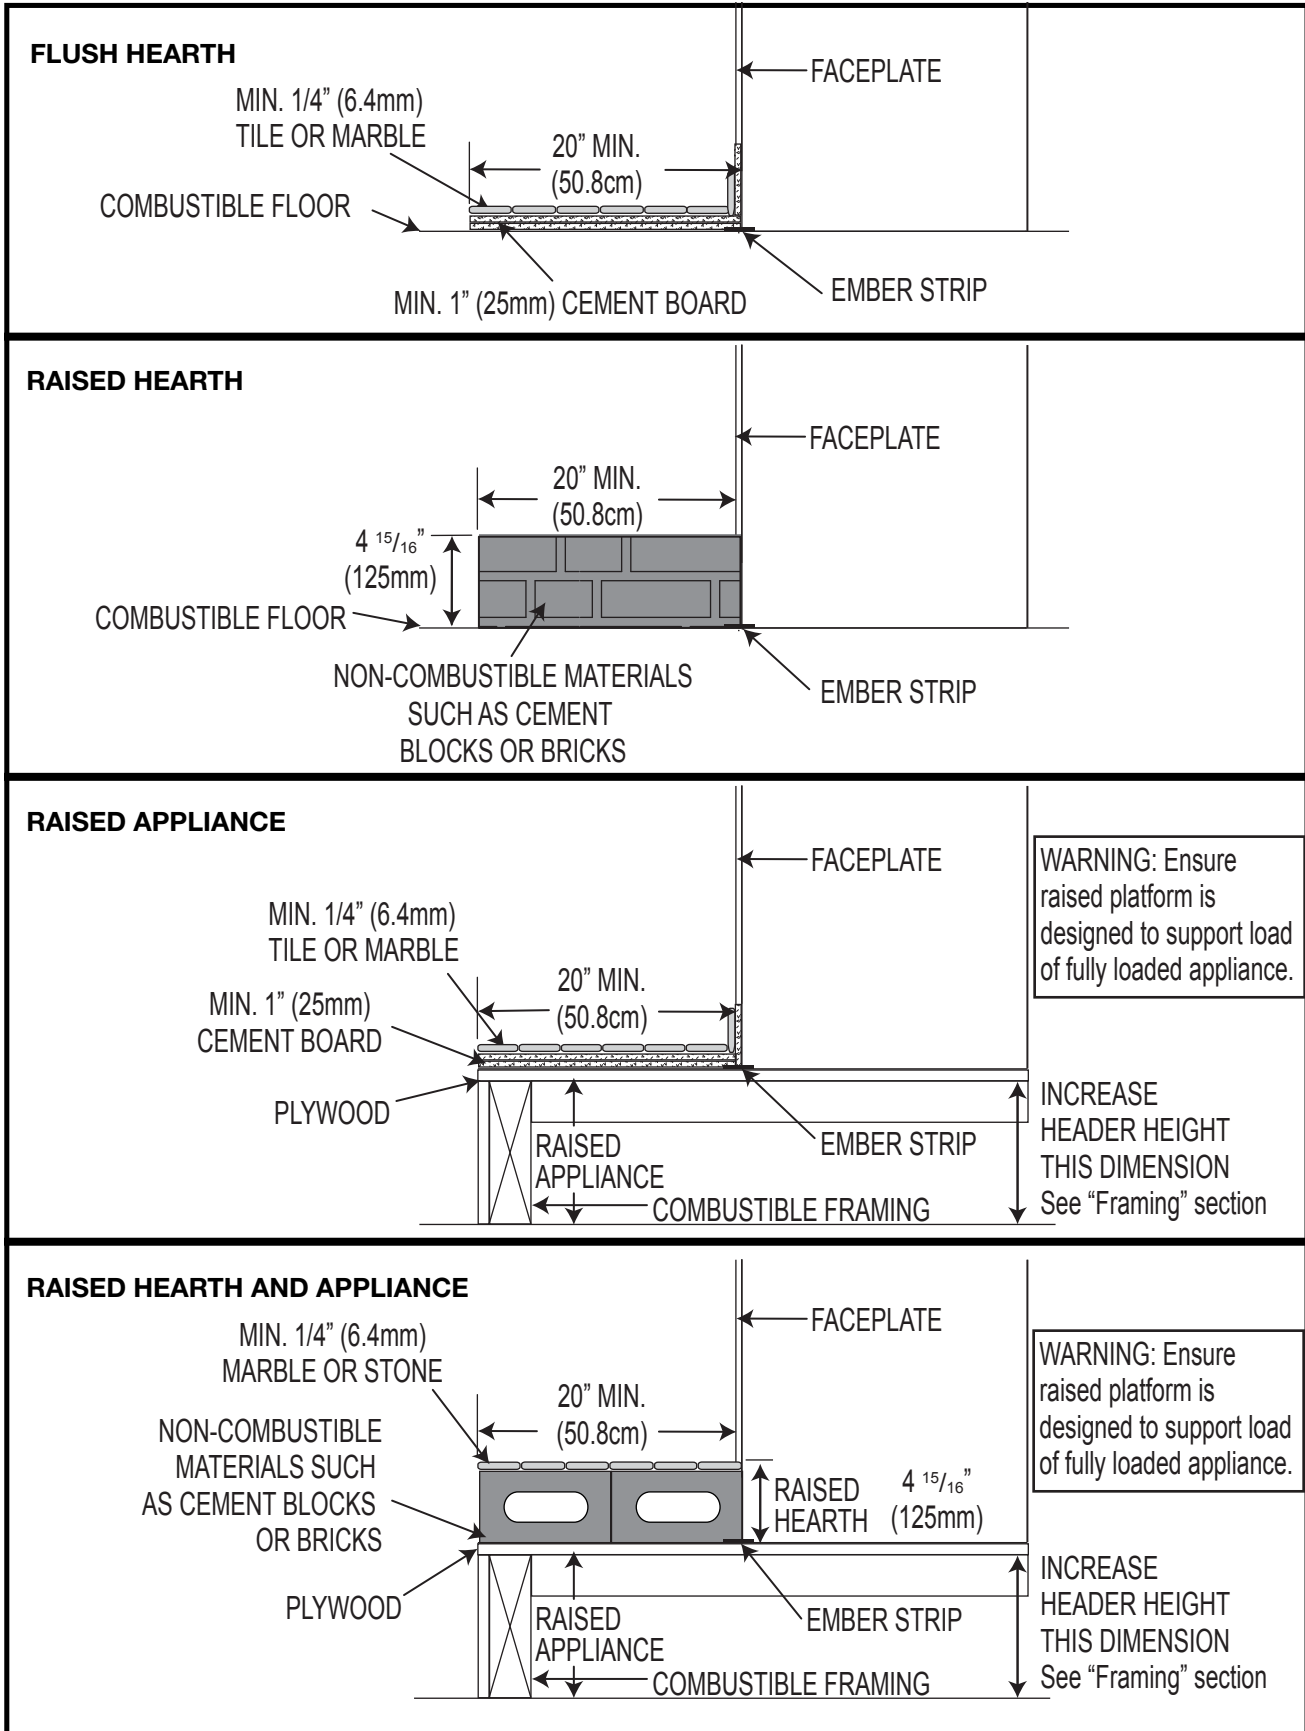 FLUSH HEARTH
FACEPLATE
MIN. 1/4” (6.4mm)
TILE OR MARBLE
20” MIN.
(50.8cm)
COMBUSTIBLE FLOOR
EMBER STRIP
MIN. 1” (25mm) CEMENT BOARD
RAISED HEARTH
FACEPLATE
20” MIN.
(50.8cm)
4 15/16”
(125mm)
COMBUSTIBLE FLOOR
NON-COMBUSTIBLE MATERIALS
SUCH AS CEMENT
BLOCKS OR BRICKS
EMBER STRIP
RAISED APPLIANCE
FACEPLATE
WARNING: Ensure
raised platform is
designed to support load
of fully loaded appliance.
MIN. 1/4” (6.4mm)
TILE OR MARBLE
20” MIN.
(50.8cm)
MIN. 1” (25mm)
CEMENT BOARD
PLYWOOD
RAISED
APPLIANCE
EMBER STRIP
COMBUSTIBLE FRAMING
INCREASE
HEADER HEIGHT
THIS DIMENSION
See “Framing” section
RAISED HEARTH AND APPLIANCE
FACEPLATE
MIN. 1/4” (6.4mm)
MARBLE OR STONE
WARNING: Ensure
raised platform is
designed to support load
of fully loaded appliance.
20” MIN.
(50.8cm)
NON-COMBUSTIBLE
MATERIALS SUCH
AS CEMENT BLOCKS
OR BRICKS
RAISED
HEARTH
4 15/16”
(125mm)
PLYWOOD
RAISED
APPLIANCE
EMBER STRIP
COMBUSTIBLE FRAMING
INCREASE
HEADER HEIGHT
THIS DIMENSION
See “Framing” section